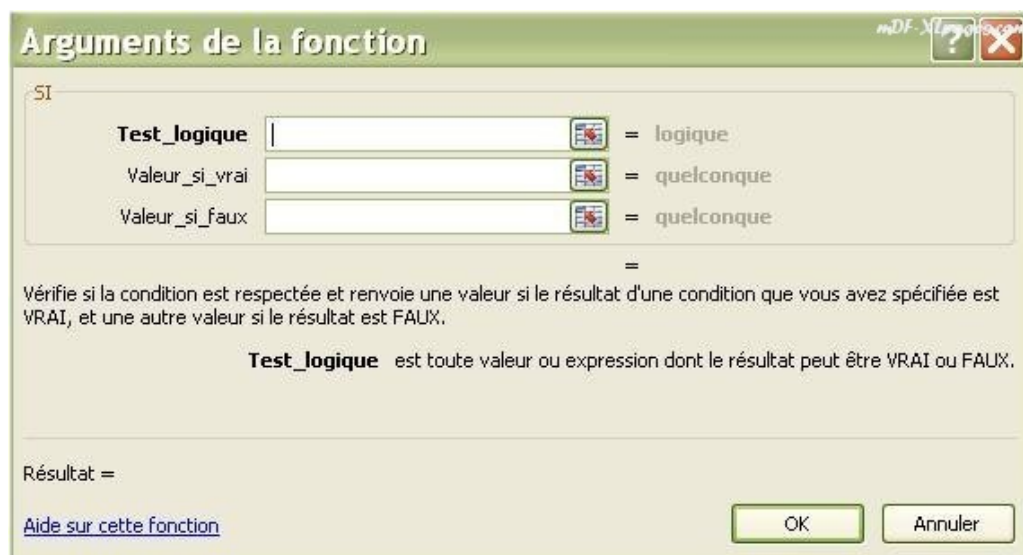 Arguments de la fonction
SI
Test_logique = logique
Valeur_si_vrai = quelconque
Valeur_si_faux = quelconque
=
Vérifie si la condition est respectée et renvoie une valeur si le résultat d'une condition que vous avez spécifiée est
VRAI, et une autre valeur si le résultat est FAUX.
Test_logique est toute valeur ou expression dont le résultat peut être VRAI ou FAUX.
Résultat =
Aide sur cette fonction
OK
Annuler